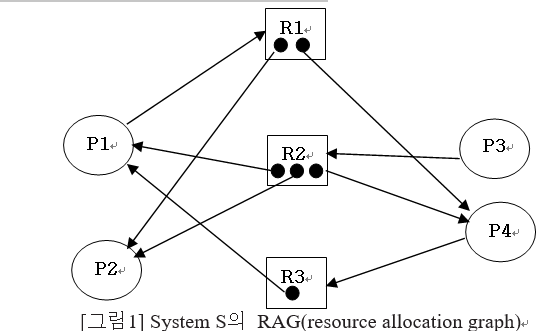 R1
P1
R2
P3
P4
P2
R3
[그림1] System S의 RAG(resource allocation graph)